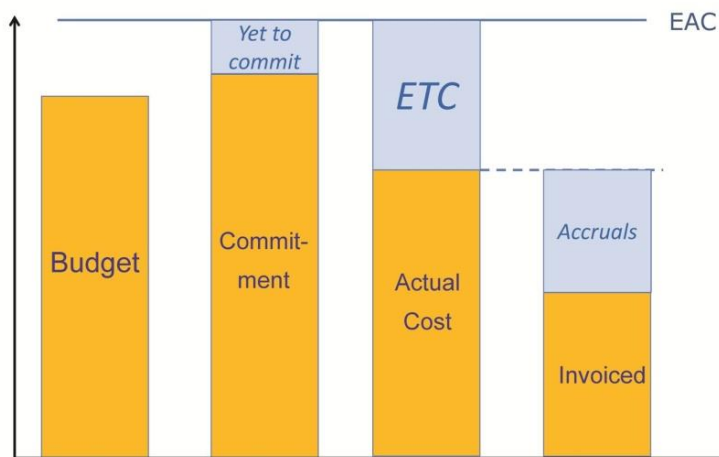 EAC
Yet to
commit
ETC
Budget
Commit-
ment
Actual
Cost
Accruals
Invoiced